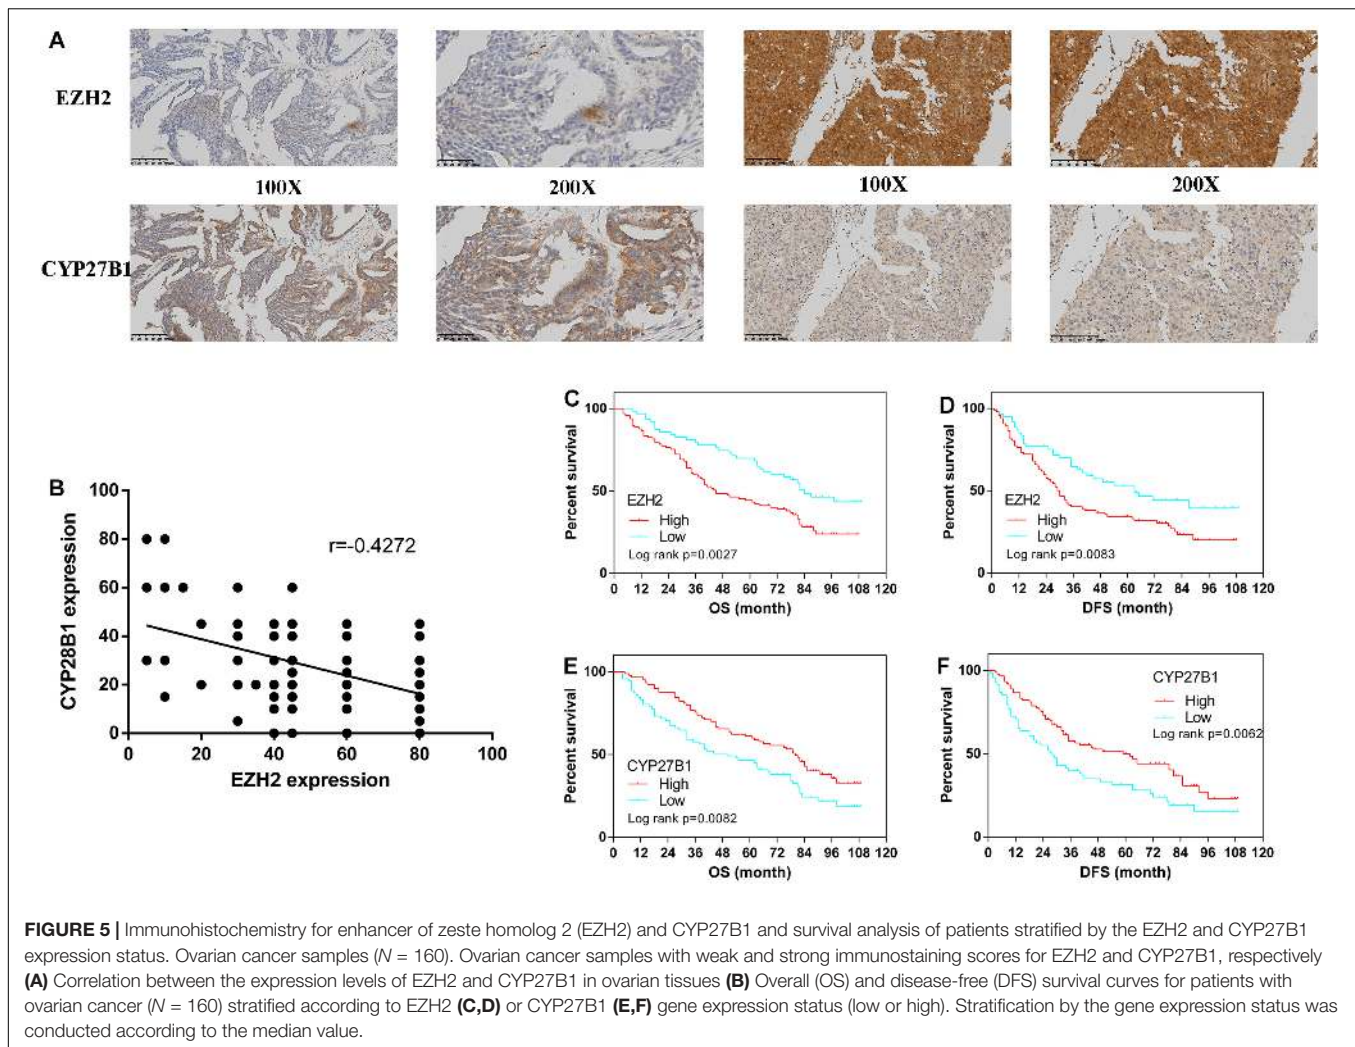 A
EZH2
100X
200X
100X
200X
CYP27B1
B
100
80
60
40
20
0
CYP28B1 expression
r=-0.4272
0 20 40 60 80 100
EZH2 expression
C
100
50
0
Percent survival
EZH2
High
Low
Log rank p=0.0027
0 12 24 36 48 60 72 84 96 108 120
OS (month)
D
100
50
0
Percent survival
EZH2
High
Low
Log rank p=0.0083
0 12 24 36 48 60 72 84 96 108 120
DFS (month)
E
100
50
0
Percent survival
CYP27B1
High
Low
Log rank p=0.0082
0 12 24 36 48 60 72 84 96 108 120
OS (month)
F
100
50
0
Percent survival
CYP27B1
High
Low
Log rank p=0.0062
0 12 24 36 48 60 72 84 96 108 120
DFS (month)
FIGURE 5 | Immunohistochemistry for enhancer of zeste homolog 2 (EZH2) and CYP27B1 and survival analysis of patients stratified by the EZH2 and CYP27B1
expression status. Ovarian cancer samples (N = 160). Ovarian cancer samples with weak and strong immunostaining scores for EZH2 and CYP27B1, respectively
(A) Correlation between the expression levels of EZH2 and CYP27B1 in ovarian tissues (B) Overall (OS) and disease-free (DFS) survival curves for patients with
ovarian cancer (N = 160) stratified according to EZH2 (C,D) or CYP27B1 (E,F) gene expression status (low or high). Stratification by the gene expression status was
conducted according to the median value.